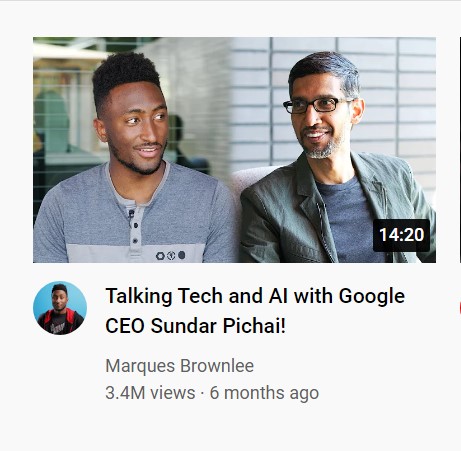 14:20
Talking Tech and AI with Google
CEO Sundar Pichai!
Marques Brownlee
3.4M views · 6 months ago